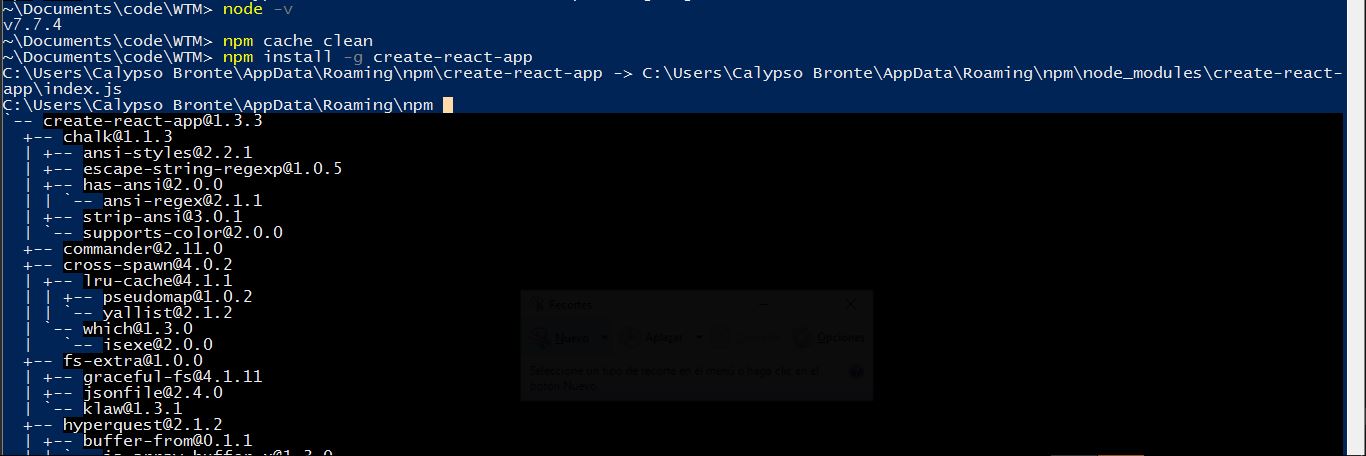 ~\Documents\code\WTM> node -v
v7.7.4
~\Documents\code\WTM> npm cache clean
~\Documents\code\WTM> npm install -g create-react-app
C:\Users\Calypso Bronte\AppData\Roaming\npm\create-react-app -> C:\Users\Calypso Bronte\AppData\Roaming\npm\node_modules\create-react-
app\index.js
C:\Users\Calypso Bronte\AppData\Roaming\npm
`-- create-react-app@1.3.3
  +-- chalk@1.1.3
  | +-- ansi-styles@2.2.1
  | +-- escape-string-regexp@1.0.5
  | +-- has-ansi@2.0.0
  | | `-- ansi-regex@2.1.1
  | +-- strip-ansi@3.0.1
  | `-- supports-color@2.0.0
  +-- commander@2.11.0
  +-- cross-spawn@4.0.2
  | +-- lru-cache@4.1.1
  | | +-- pseudomap@1.0.2
  | | `-- yallist@2.1.2
  | `-- which@1.3.0
  |   `-- isexe@2.0.0
  +-- fs-extra@1.0.0
  | +-- graceful-fs@4.1.11
  | +-- jsonfile@2.4.0
  | `-- klaw@1.3.1
  +-- hyperquest@2.1.2
  | +-- buffer-from@0.1.1
Recortes
Nuevo Aplazar Opciones
Seleccione un tipo de recorte en el menú o haga clic en el
botón Nuevo.